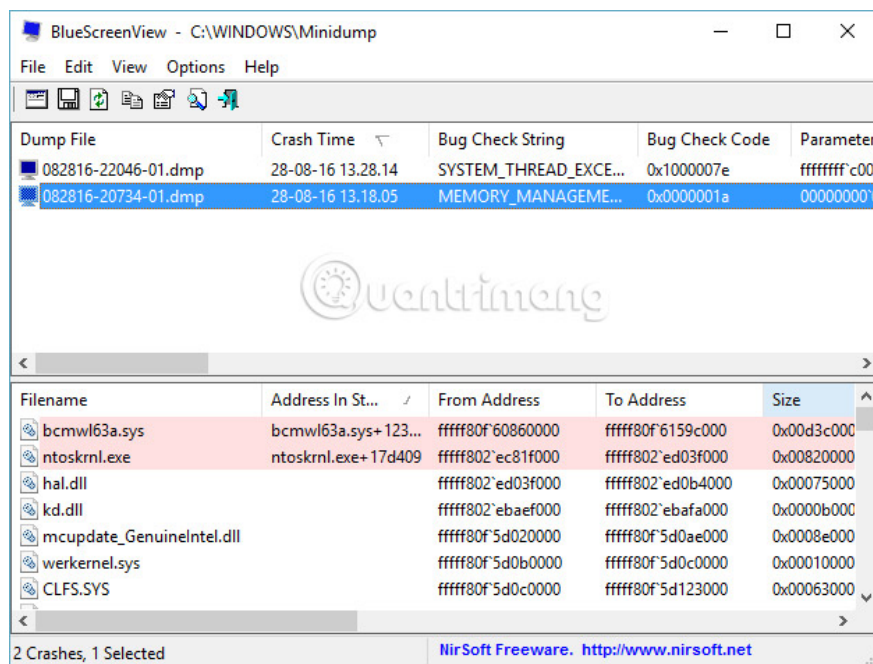 BlueScreenView - C:\WINDOWS\Minidump
File Edit View Options Help
Dump File Crash Time Bug Check String Bug Check Code Parameter
082816-22046-01.dmp 28-08-16 13.28.14 SYSTEM_THREAD_EXCE... 0x1000007e ffffffff`c00
082816-20734-01.dmp 28-08-16 13.18.05 MEMORY_MANAGEME... 0x0000001a 00000000`
Quantrimang
Filename Address In St... From Address To Address Size
bcmwl63a.sys bcmwl63a.sys+123... fffff80f`60860000 fffff80f`6159c000 0x00d3c000
ntoskrnl.exe ntoskrnl.exe+17d409 fffff802`ec81f000 fffff802`ed03f000 0x00820000
hal.dll fffff802`ed03f000 fffff802`ed0b4000 0x00075000
kd.dll fffff802`ebaef000 fffff802`ebafa000 0x0000b000
mcupdate_GenuineIntel.dll fffff80f`5d020000 fffff80f`5d0ae000 0x0008e000
werkernel.sys fffff80f`5d0b0000 fffff80f`5d0c0000 0x00010000
CLFS.SYS fffff80f`5d0c0000 fffff80f`5d123000 0x00063000
2 Crashes, 1 Selected NirSoft Freeware. http://www.nirsoft.net